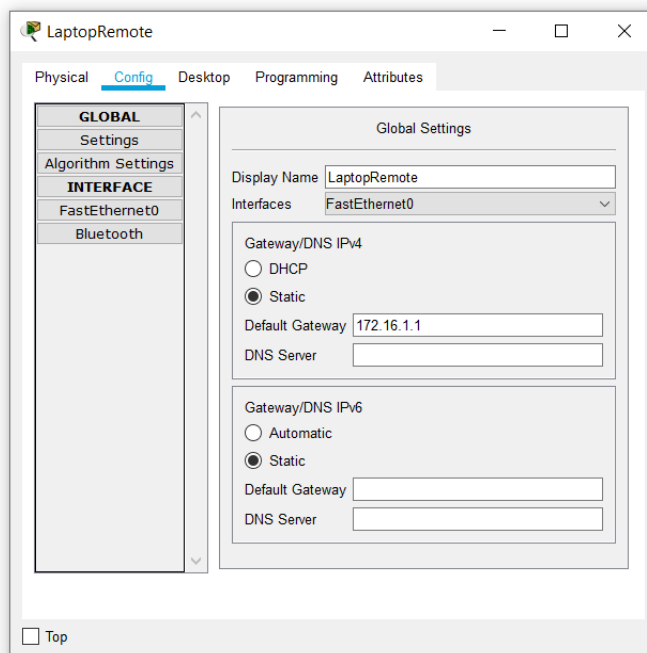 LaptopRemote
Physical Config Desktop Programming Attributes
GLOBAL
Settings
Algorithm Settings
INTERFACE
FastEthernet0
Bluetooth
Global Settings
Display Name LaptopRemote
Interfaces FastEthernet0
Gateway/DNS IPv4
DHCP
Static
Default Gateway 172.16.1.1
DNS Server
Gateway/DNS IPv6
Automatic
Static
Default Gateway
DNS Server
Top